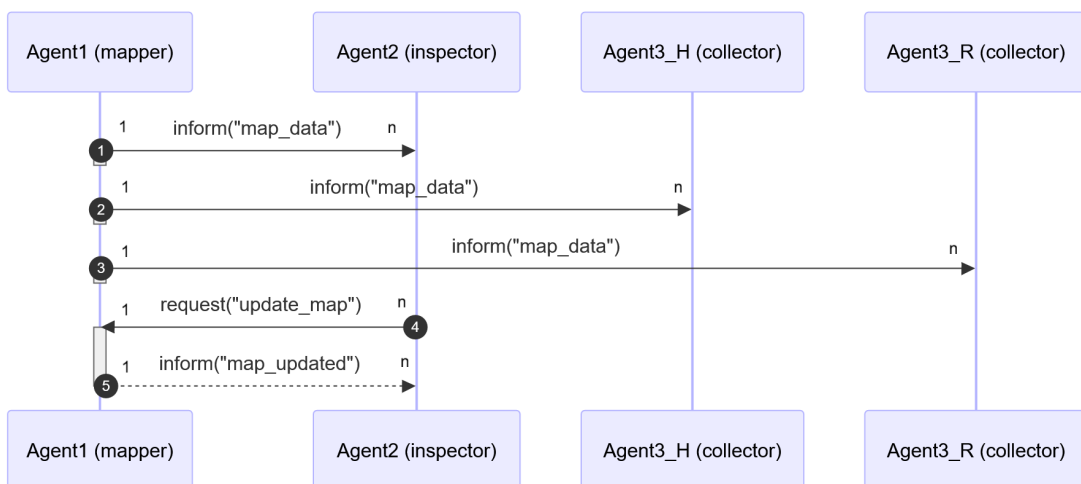 Agent1 (mapper) Agent2 (inspector) Agent3_H (collector) Agent3_R (collector)
1 inform("map_data") n
1
1 inform("map_data") n
2
1 inform("map_data") n
3
1 request("update_map") n
4
1 inform("map_updated") n
5
Agent1 (mapper) Agent2 (inspector) Agent3_H (collector) Agent3_R (collector)